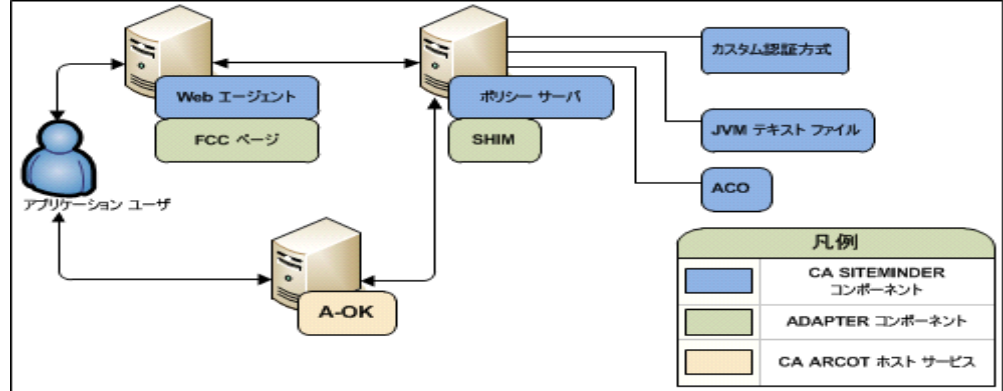 カスタム認証方式
Web エージェント
ポリシー サーバ
FCC ページ
SHIM
JVM テキスト ファイル
ACO
アプリケーション ユーザ
A-OK
凡例
CA SITEMINDER
コンポーネント
ADAPTER コンポーネント
CA ARCOT ホスト サービス